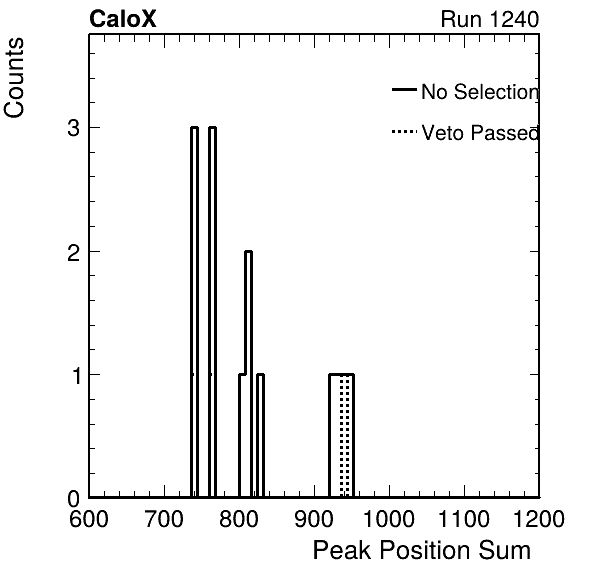 CaloX Run 1240
Counts
No Selection
Veto Passed
3
2
1
0
600 700 800 900 1000 1100 1200
Peak Position Sum